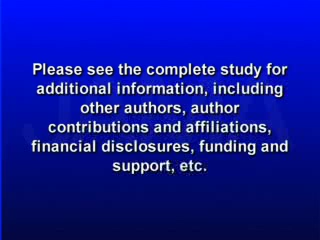 Please see the complete study for
additional information, including
other authors, author
contributions and affiliations,
financial disclosures, funding and
support, etc.